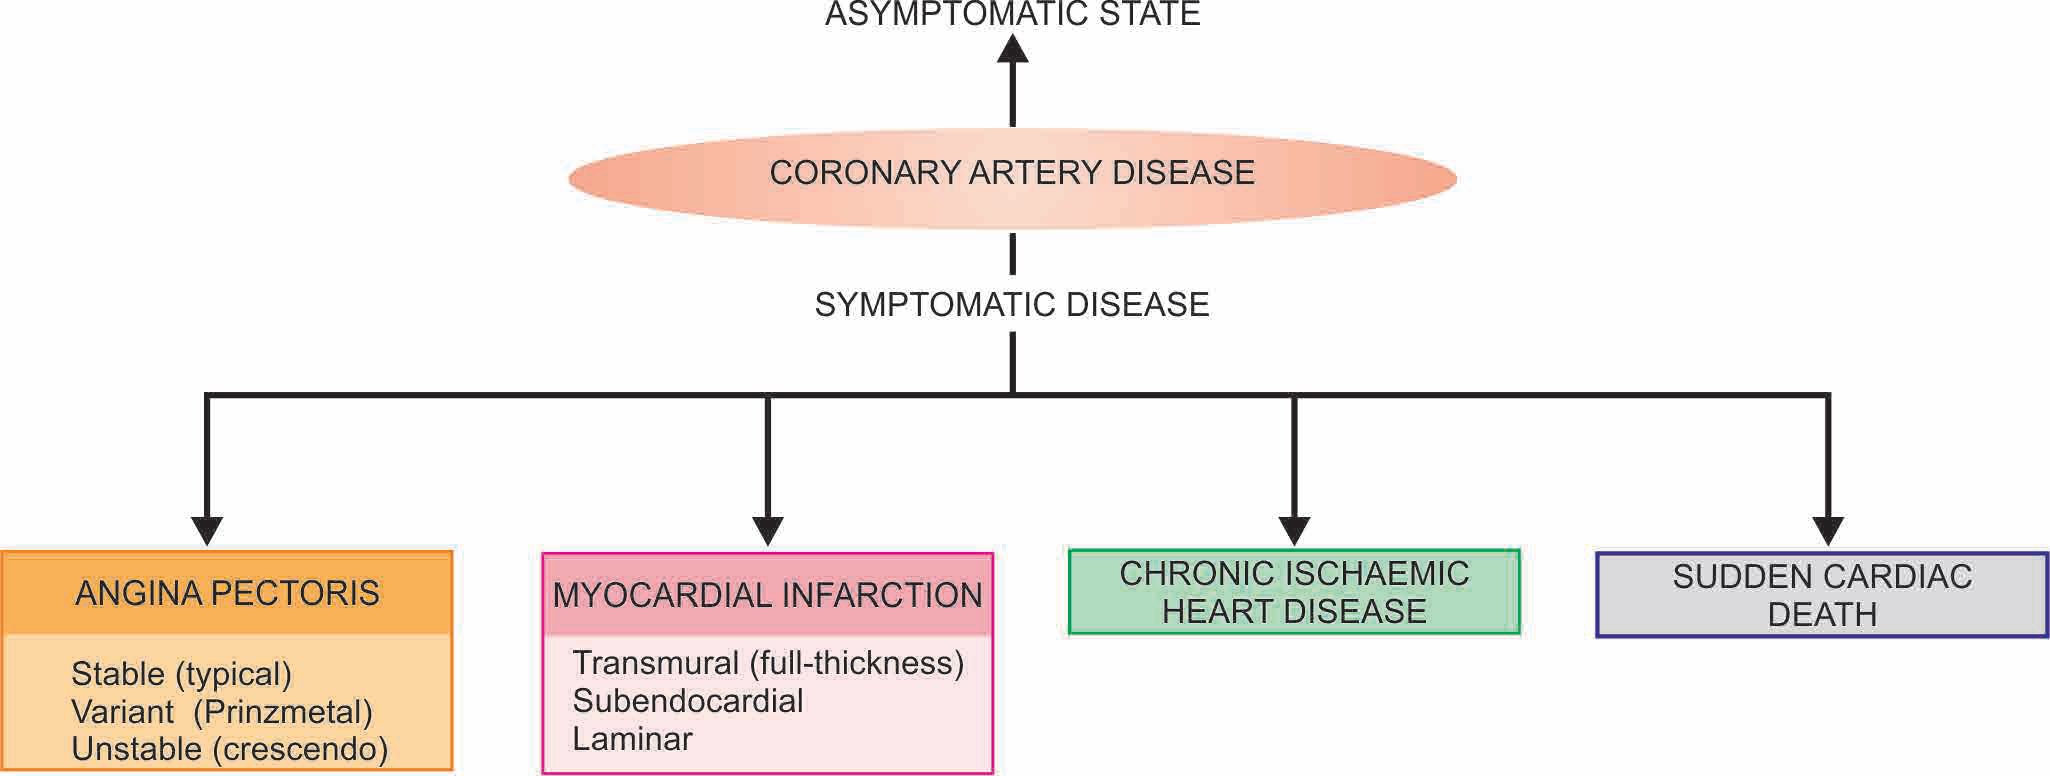 ASYMPTOMATIC STATE
CORONARY ARTERY DISEASE
SYMPTOMATIC DISEASE
ANGINA PECTORIS
Stable (typical)
Variant (Prinzmetal)
Unstable (crescendo)
MYOCARDIAL INFARCTION
Transmural (full-thickness)
Subendocardial
Laminar
CHRONIC ISCHAEMIC
HEART DISEASE
SUDDEN CARDIAC
DEATH